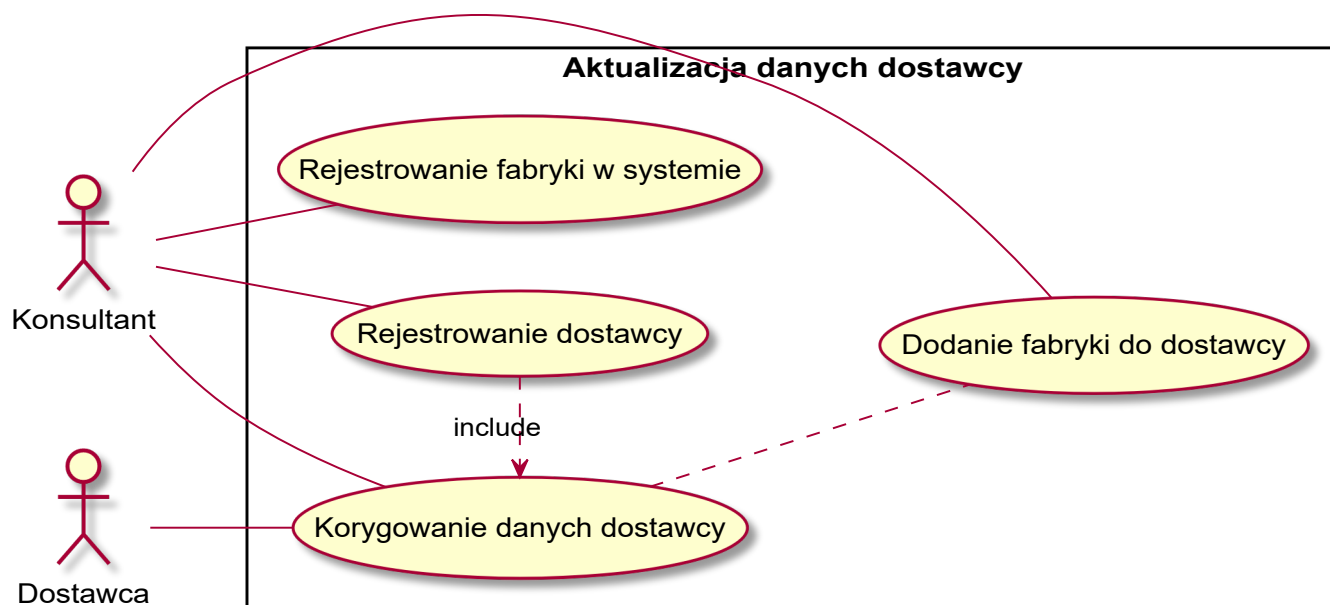 Aktualizacja danych dostawcy
Rejestrowanie fabryki w systemie
Konsultant
Rejestrowanie dostawcy
Dodanie fabryki do dostawcy
include
Korygowanie danych dostawcy
Dostawca